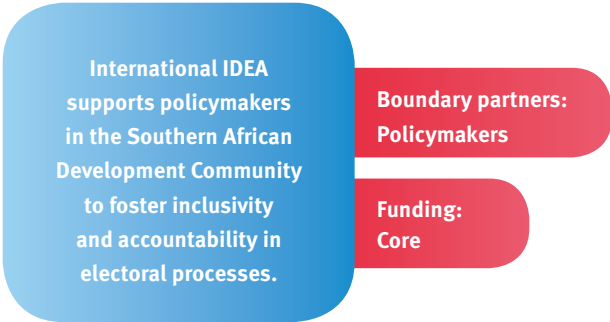 International IDEA
supports policymakers
in the Southern African
Development Community
to foster inclusivity
and accountability in
electoral processes.
Boundary partners:
Policymakers
Funding:
Core